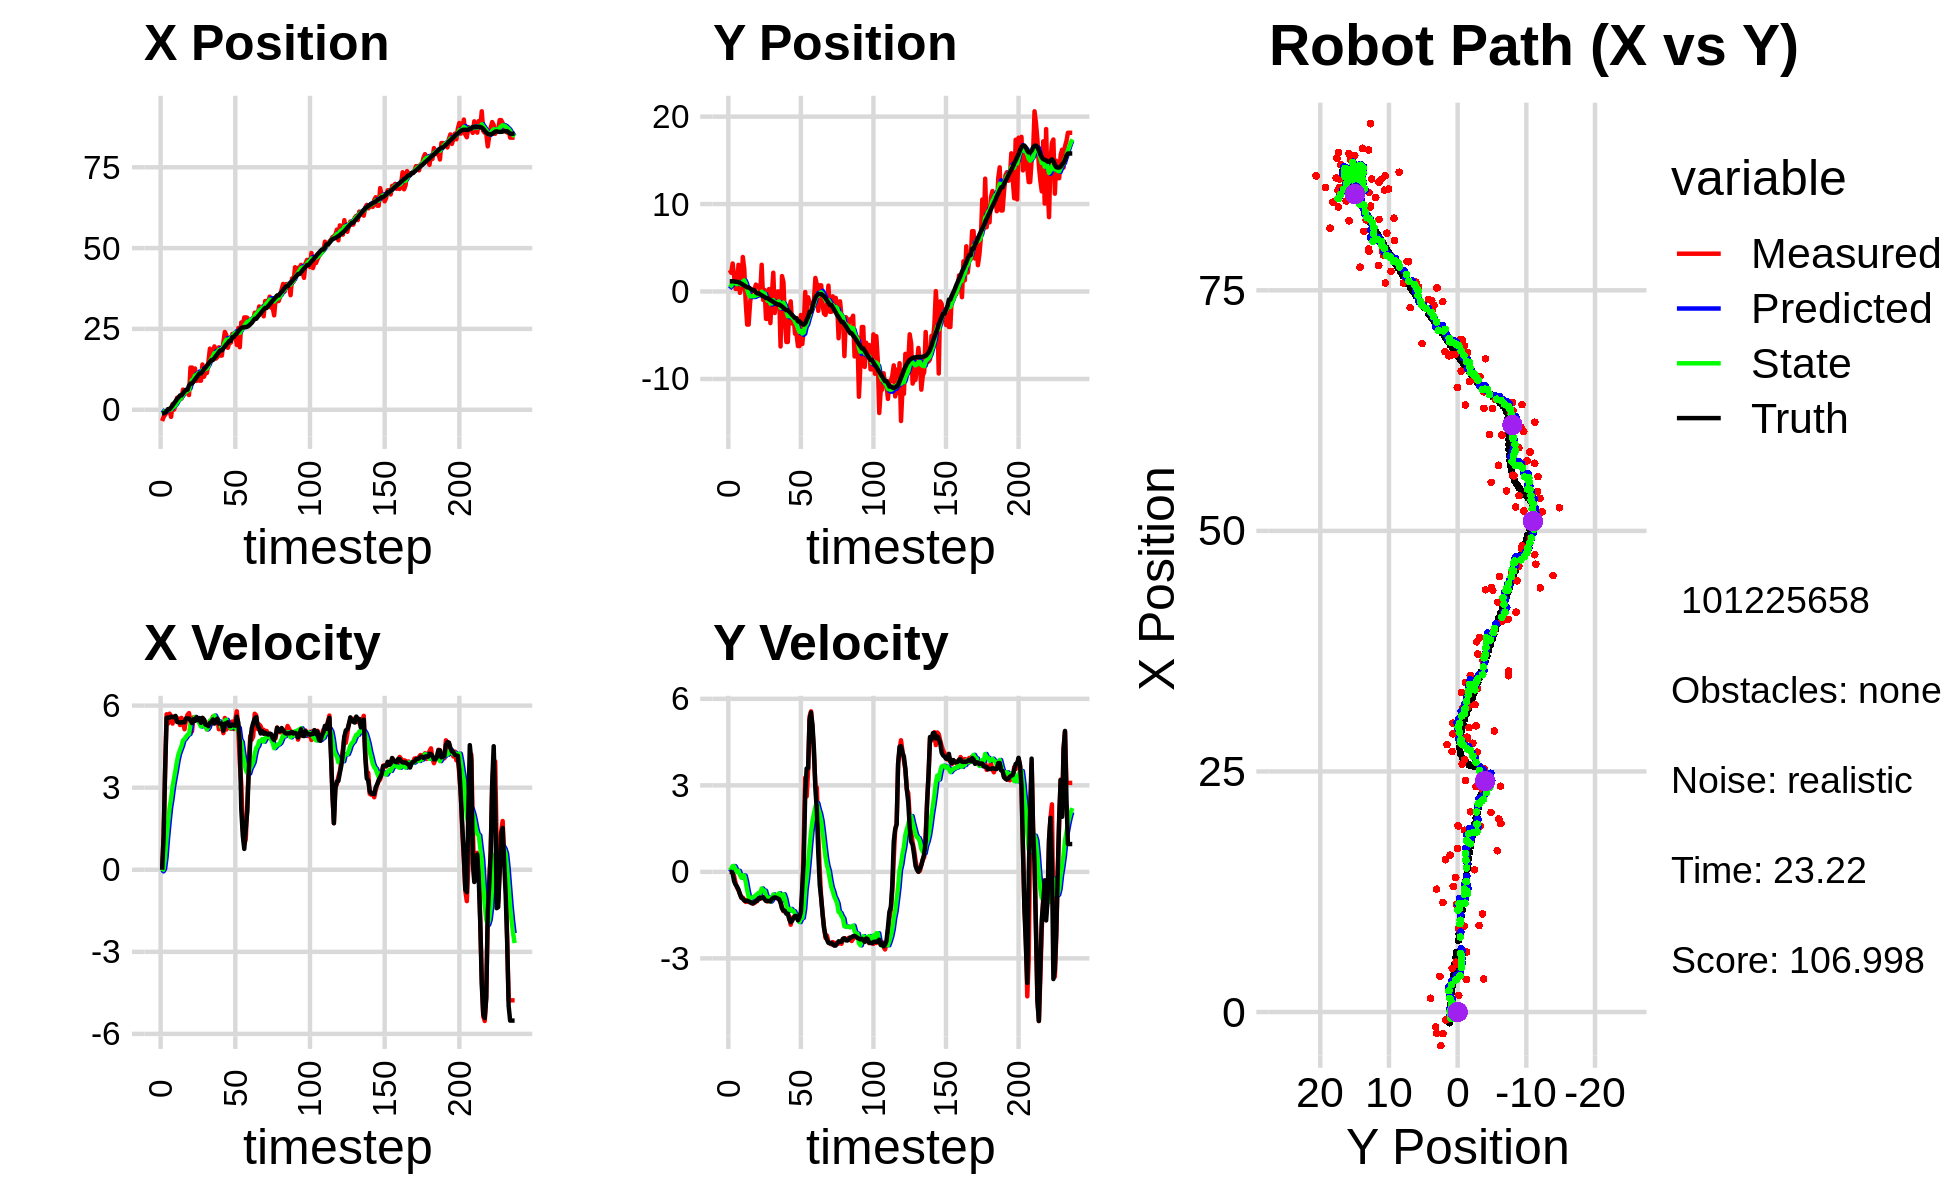 X Position
75
50
25
0
0
50
100
150
200
timestep
Y Position
20
10
0
-10
0
50
100
150
200
timestep
X Velocity
6
3
0
-3
-6
0
50
100
150
200
timestep
Y Velocity
6
3
0
-3
0
50
100
150
200
timestep
Robot Path (X vs Y)
X Position
75
50
25
0
20 10 0 -10 -20
Y Position
variable
Measured
Predicted
State
Truth
101225658
Obstacles: none
Noise: realistic
Time: 23.22
Score: 106.998